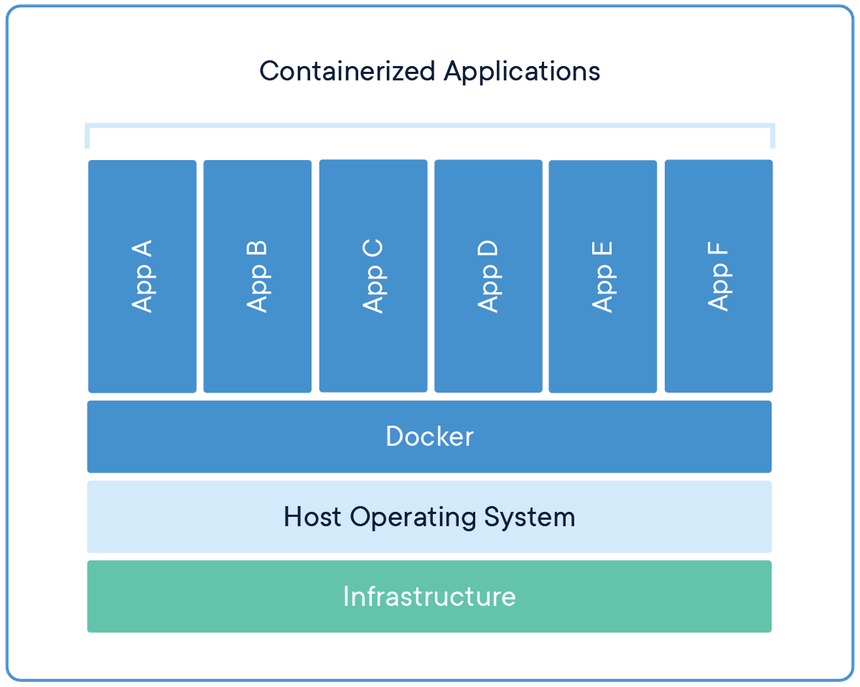 Containerized Applications
App A
App B
App C
App D
App E
App F
Docker
Host Operating System
Infrastructure